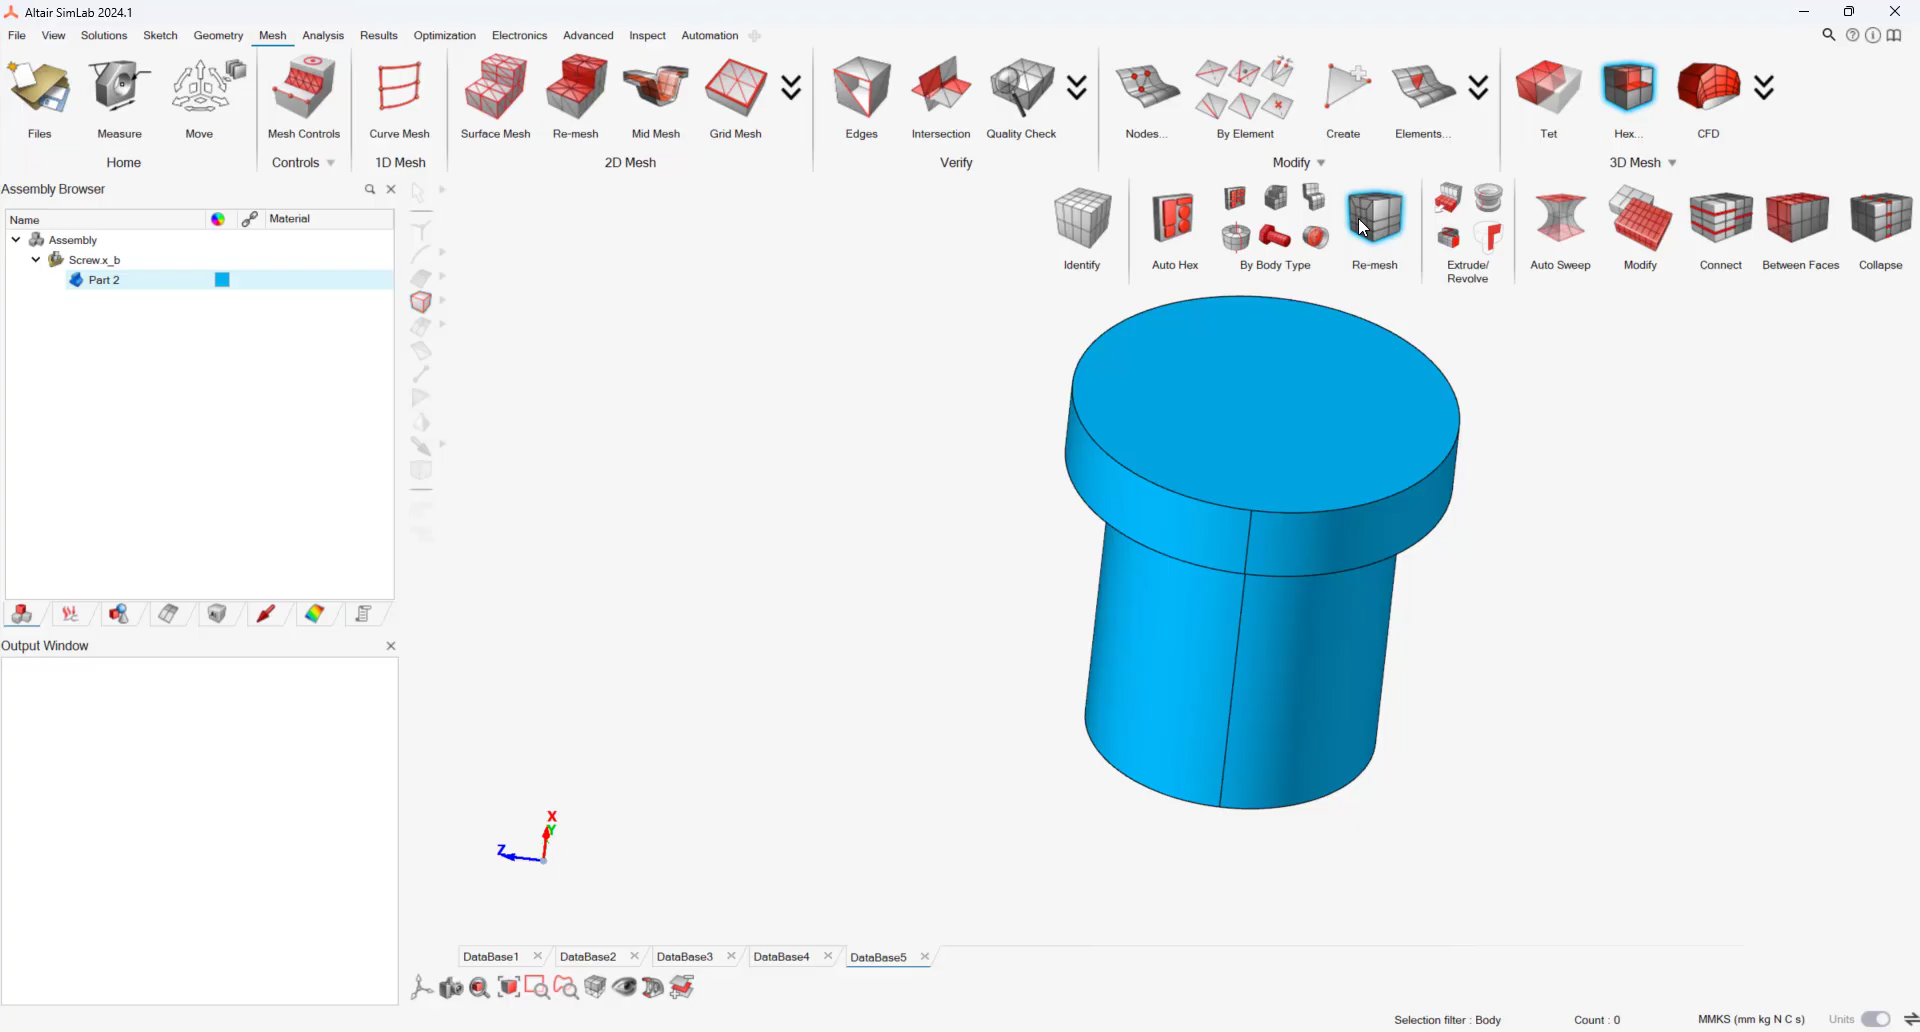 Altair SimLab 2024.1
File View Solutions Sketch Geometry Mesh Analysis Results Optimization Electronics Advanced Inspect Automation
Files Measure Move Mesh Controls Curve Mesh Surface Mesh Re-mesh Mid Mesh Grid Mesh Edges Intersection Quality Check Nodes... By Element Create Elements... Tet Hex... CFD
Home Controls 1D Mesh 2D Mesh Verify Modify 3D Mesh
Assembly Browser
Name Material
Assembly
Screw.x_b
Part 2
Identify Auto Hex By Body Type Re-mesh Extrude/ Auto Sweep Modify Connect Between Faces Collapse
Revolve
Output Window
X
Y
Z
DataBase1 DataBase2 DataBase3 DataBase4 DataBase5
Selection filter : Body Count : 0 MMKS (mm kg N C s) Units